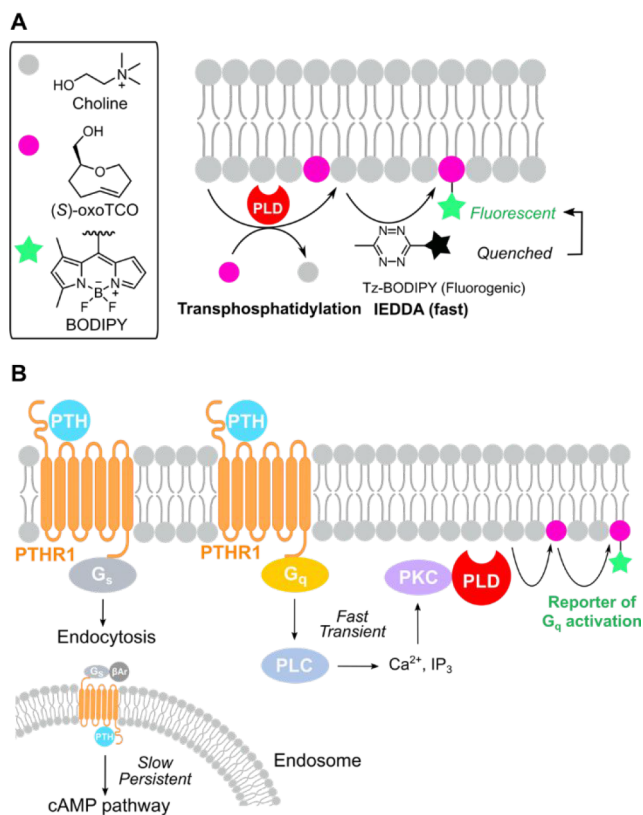 A
HO
N
+
Choline
OH
O
(S)-oxoTCO
N
N
+
B
-
F
F
BODIPY
PLD
N=N
N=N
Fluorescent
Quenched
Tz-BODIPY (Fluorogenic)
Transphosphatidylation
IEDDA (fast)
B
PTH
PTH
PTHR1
PTHR1
Gs
Gq
PKC
PLD
Endocytosis
Fast
Transient
Reporter of
Gq activation
PLC
Ca2+, IP3
Gs
βAr
PTH
Slow
Persistent
Endosome
cAMP pathway